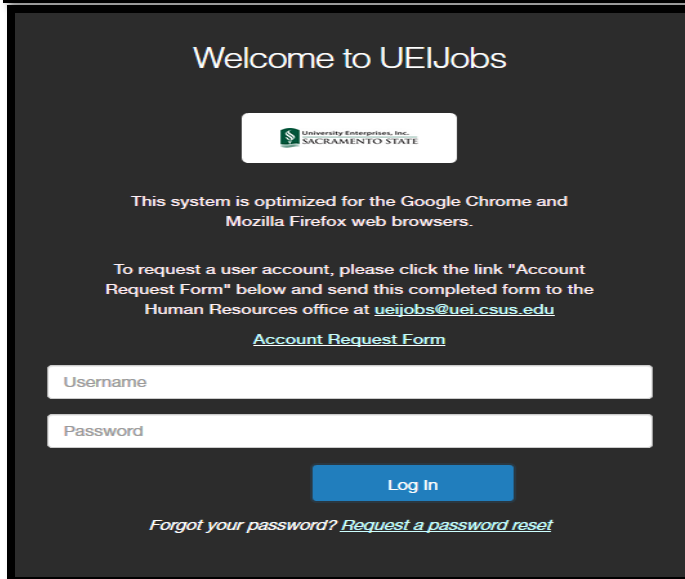 Welcome to UEIJobs
University Enterprises, Inc.
SACRAMENTO STATE
This system is optimized for the Google Chrome and
Mozilla Firefox web browsers.
To request a user account, please click the link "Account
Request Form" below and send this completed form to the
Human Resources office at ueijobs@uei.csus.edu
Account Request Form
Username
Password
Log In
Forgot your password? Request a password reset